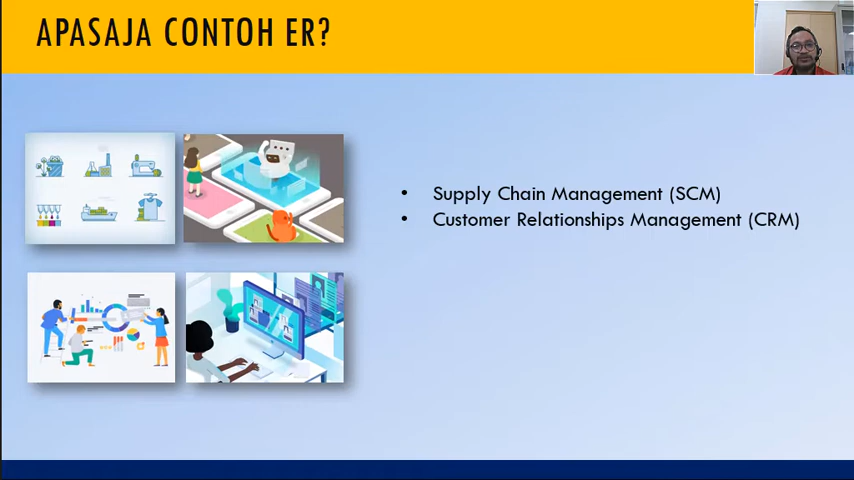 APASAJA CONTOH ER?
• Supply Chain Management (SCM)
• Customer Relationships Management (CRM)